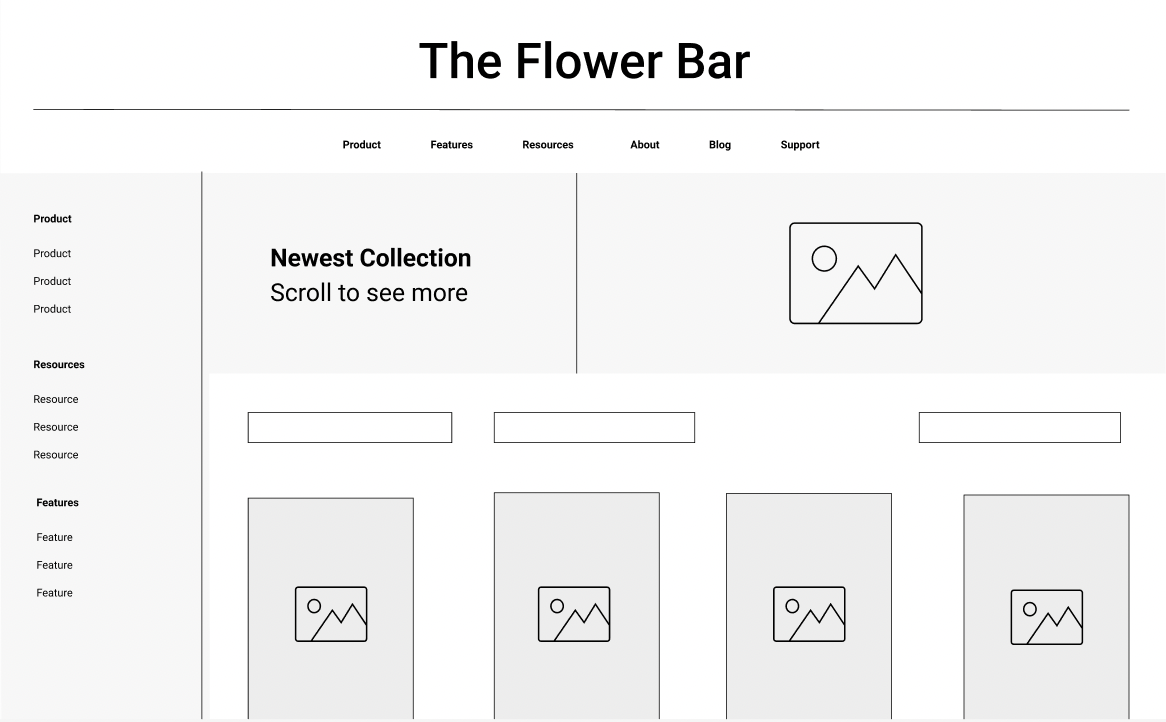 The Flower Bar
Product Features Resources About Blog Support
Product
Product
Product
Product
Resources
Resource
Resource
Resource
Features
Feature
Feature
Feature
Newest Collection
Scroll to see more